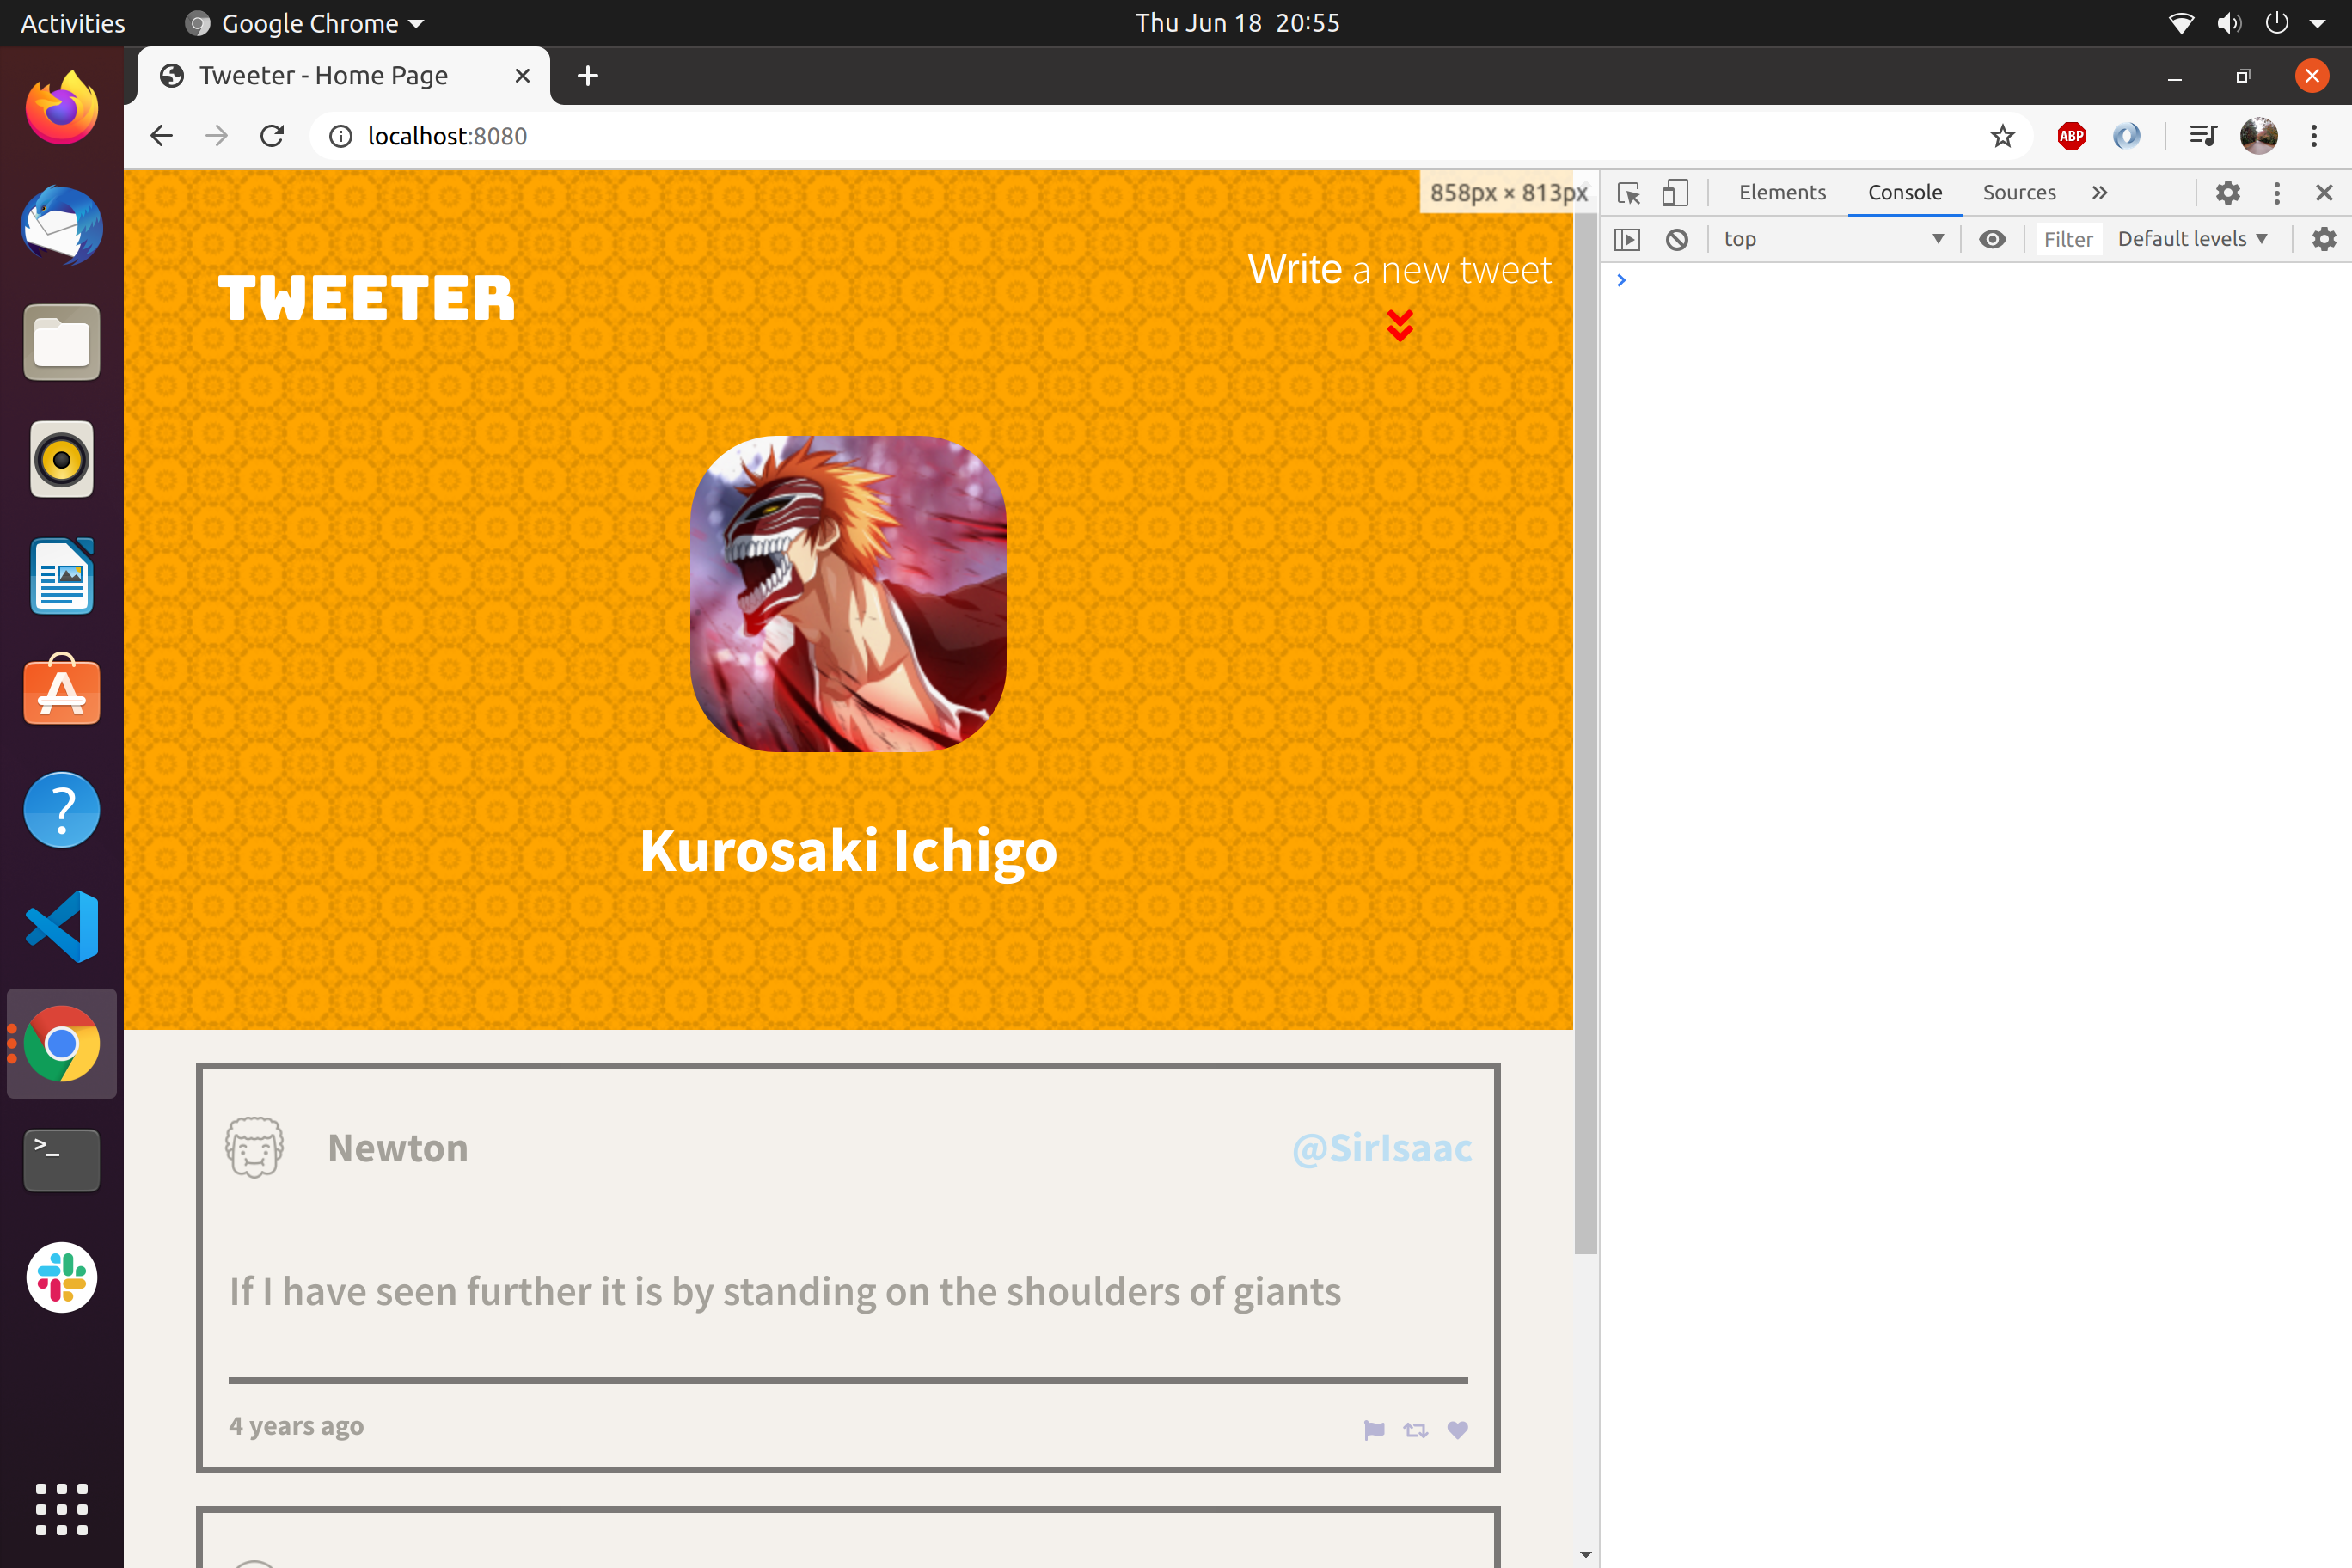 Activities Google Chrome Thu Jun 18 20:55
Tweeter - Home Page
localhost:8080
ABP
858px × 813px
Elements Console Sources
top Filter Default levels
TWEETER
Write a new tweet
Kurosaki Ichigo
Newton @SirIsaac
If I have seen further it is by standing on the shoulders of giants
4 years ago